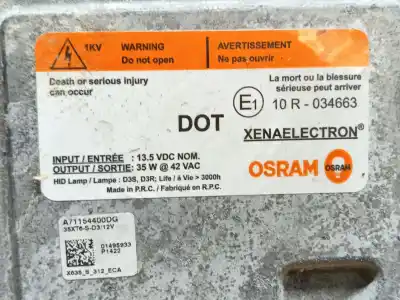 1KV
WARNING
Do not open
AVERTISSEMENT
Ne pas ouvrir
Death or serious injury
can occur
La mort ou la blessure
sérieuse peut arriver
E1 10 R - 034663
DOT
XENAELECTRON®
INPUT / ENTRÉE : 13.5 VDC NOM.
OUTPUT / SORTIE: 35 W @ 42 VAC
HID Lamp / Lampe : D3S, D3R; Life / à Vie > 3000h
Made in P.R.C. / Fabriqué en R.P.C.
OSRAM
OSRAM
A71154400DG
35XT6-S-D3/12V
01495933
P1422
X635_S_312_ECA